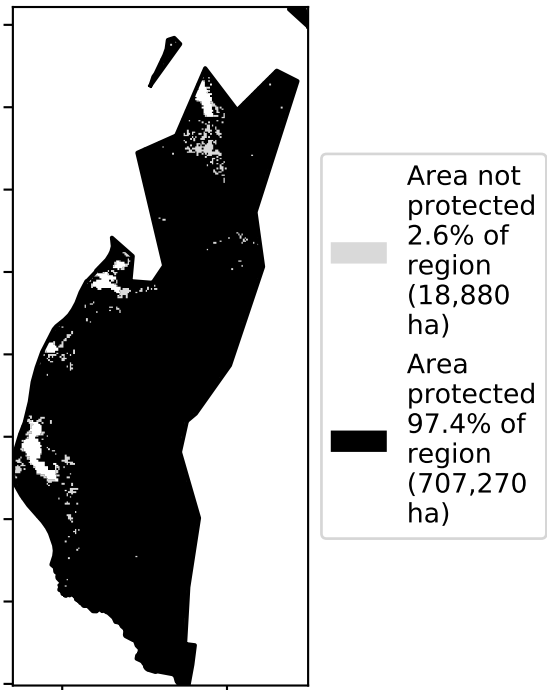 Area not
protected
2.6% of
region
(18,880
ha)
Area
protected
97.4% of
region
(707,270
ha)